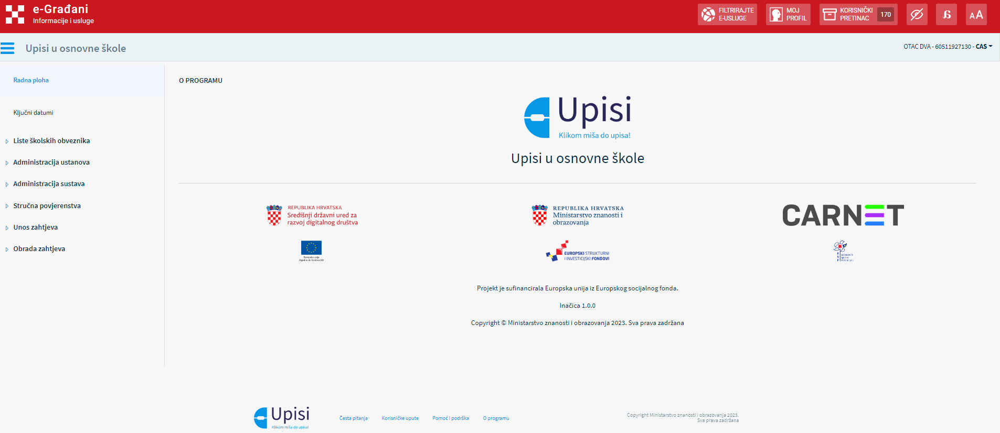 e-Građani
Informacije i usluge
FILTRIRAJTE
E-USLUGE
MOJ
PROFIL
KORISNIČKI
PRETINAC
170
AA
Upisi u osnovne škole
OTAC DVA - 60511927130 - CAS
Radna ploha
Ključni datumi
Liste školskih obveznika
Administracija ustanova
Administracija sustava
Stručna povjerenstva
Unos zahtjeva
Obrada zahtjeva
O PROGRAMU
Upisi
Klikom miša do upisa!
Upisi u osnovne škole
REPUBLIKA HRVATSKA
Središnji državni ured za
razvoj digitalnog društva
REPUBLIKA HRVATSKA
Ministarstvo znanosti i
obrazovanja
CARNET
Europska unija
Zajedno do fondova EU
EUROPSKI STRUKTURNI
I INVESTICIJSKI FONDOVI
ESF
UČINKOVITI
LJUDSKI
POTENCIJALI
Projekt je sufinancirala Europska unija iz Europskog socijalnog fonda.
Inačica 1.0.0
Copyright © Ministarstvo znanosti i obrazovanja 2023. Sva prava zadržana
Upisi
Klikom miša do upisa!
Česta pitanja
Korisničke upute
Pomoć i podrška
O programu
Copyright Ministarstvo znanosti i obrazovanja 2023.
Sva prava zadržana